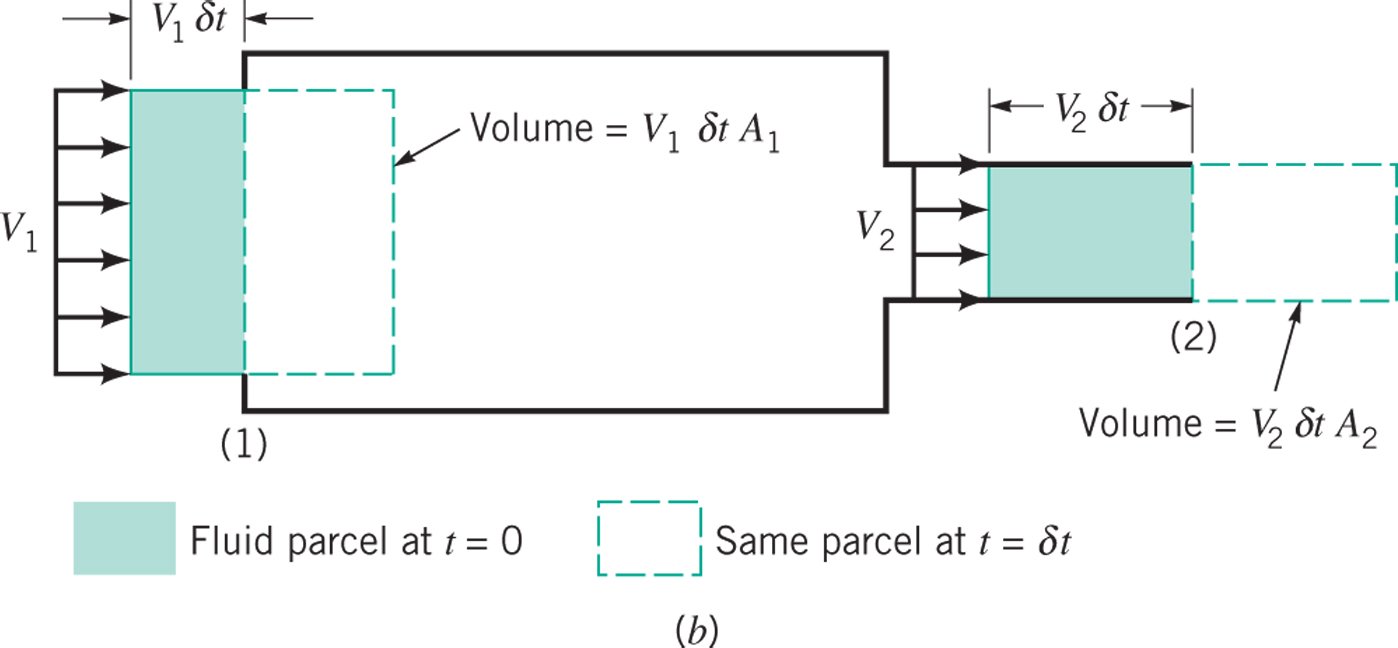 V₁ δt
Volume = V₁ δt A₁
V₂ δt
V₁
V₂
(2)
Volume = V₂ δt A₂
(1)
Fluid parcel at t = 0
Same parcel at t = δt
(b)